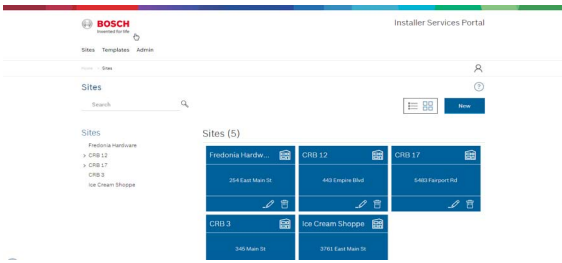 BOSCH
Invented for life
Installer Services Portal
Sites Templates Admin
Home > Sites
Sites
Search
New
Sites
Fredonia Hardware
> CRB 12
> CRB 17
CRB 3
Ice Cream Shoppe
Sites (5)
Fredonia Hardw...
254 East Main St
CRB 12
443 Empire Blvd
CRB 17
5483 Fairport Rd
CRB 3
345 Main St
Ice Cream Shoppe
3761 East Main St